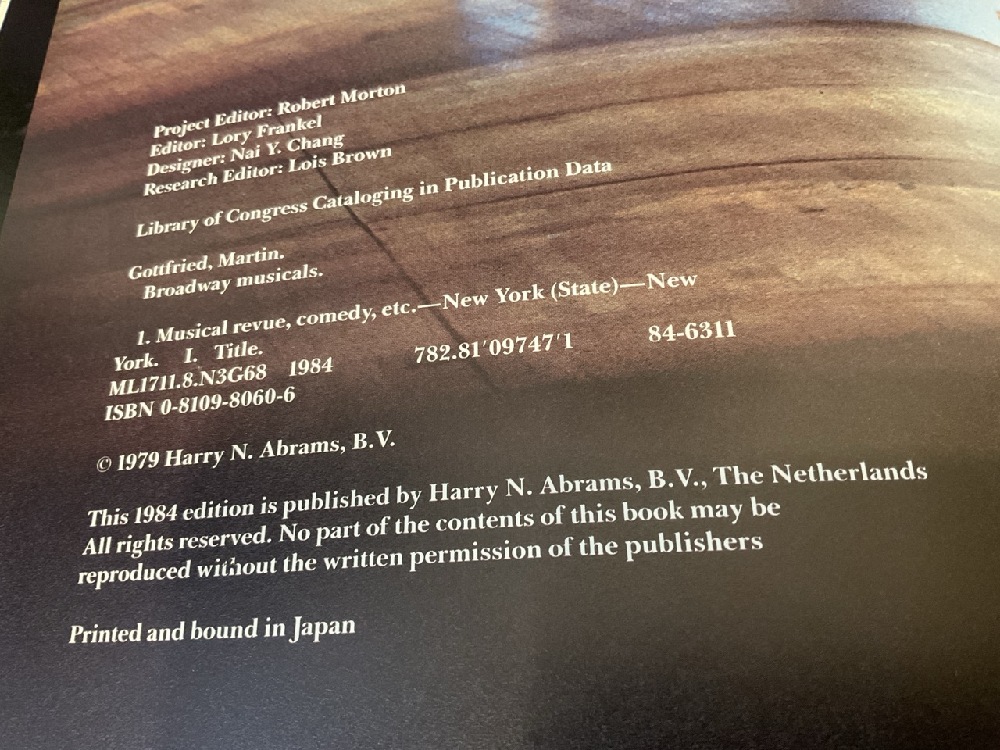 Project Editor: Robert Morton
Editor: Lory Frankel
Designer: Nai Y. Chang
Research Editor: Lois Brown
Library of Congress Cataloging in Publication Data
Gottfried, Martin.
Broadway musicals.
1. Musical revue, comedy, etc.—New York (State)—New
York. I. Title.
ML1711.8.N3G68 1984 782.81′09747′1 84-6311
ISBN 0-8109-8060-6
© 1979 Harry N. Abrams, B.V.
This 1984 edition is published by Harry N. Abrams, B.V., The Netherlands
All rights reserved. No part of the contents of this book may be
reproduced without the written permission of the publishers
Printed and bound in Japan